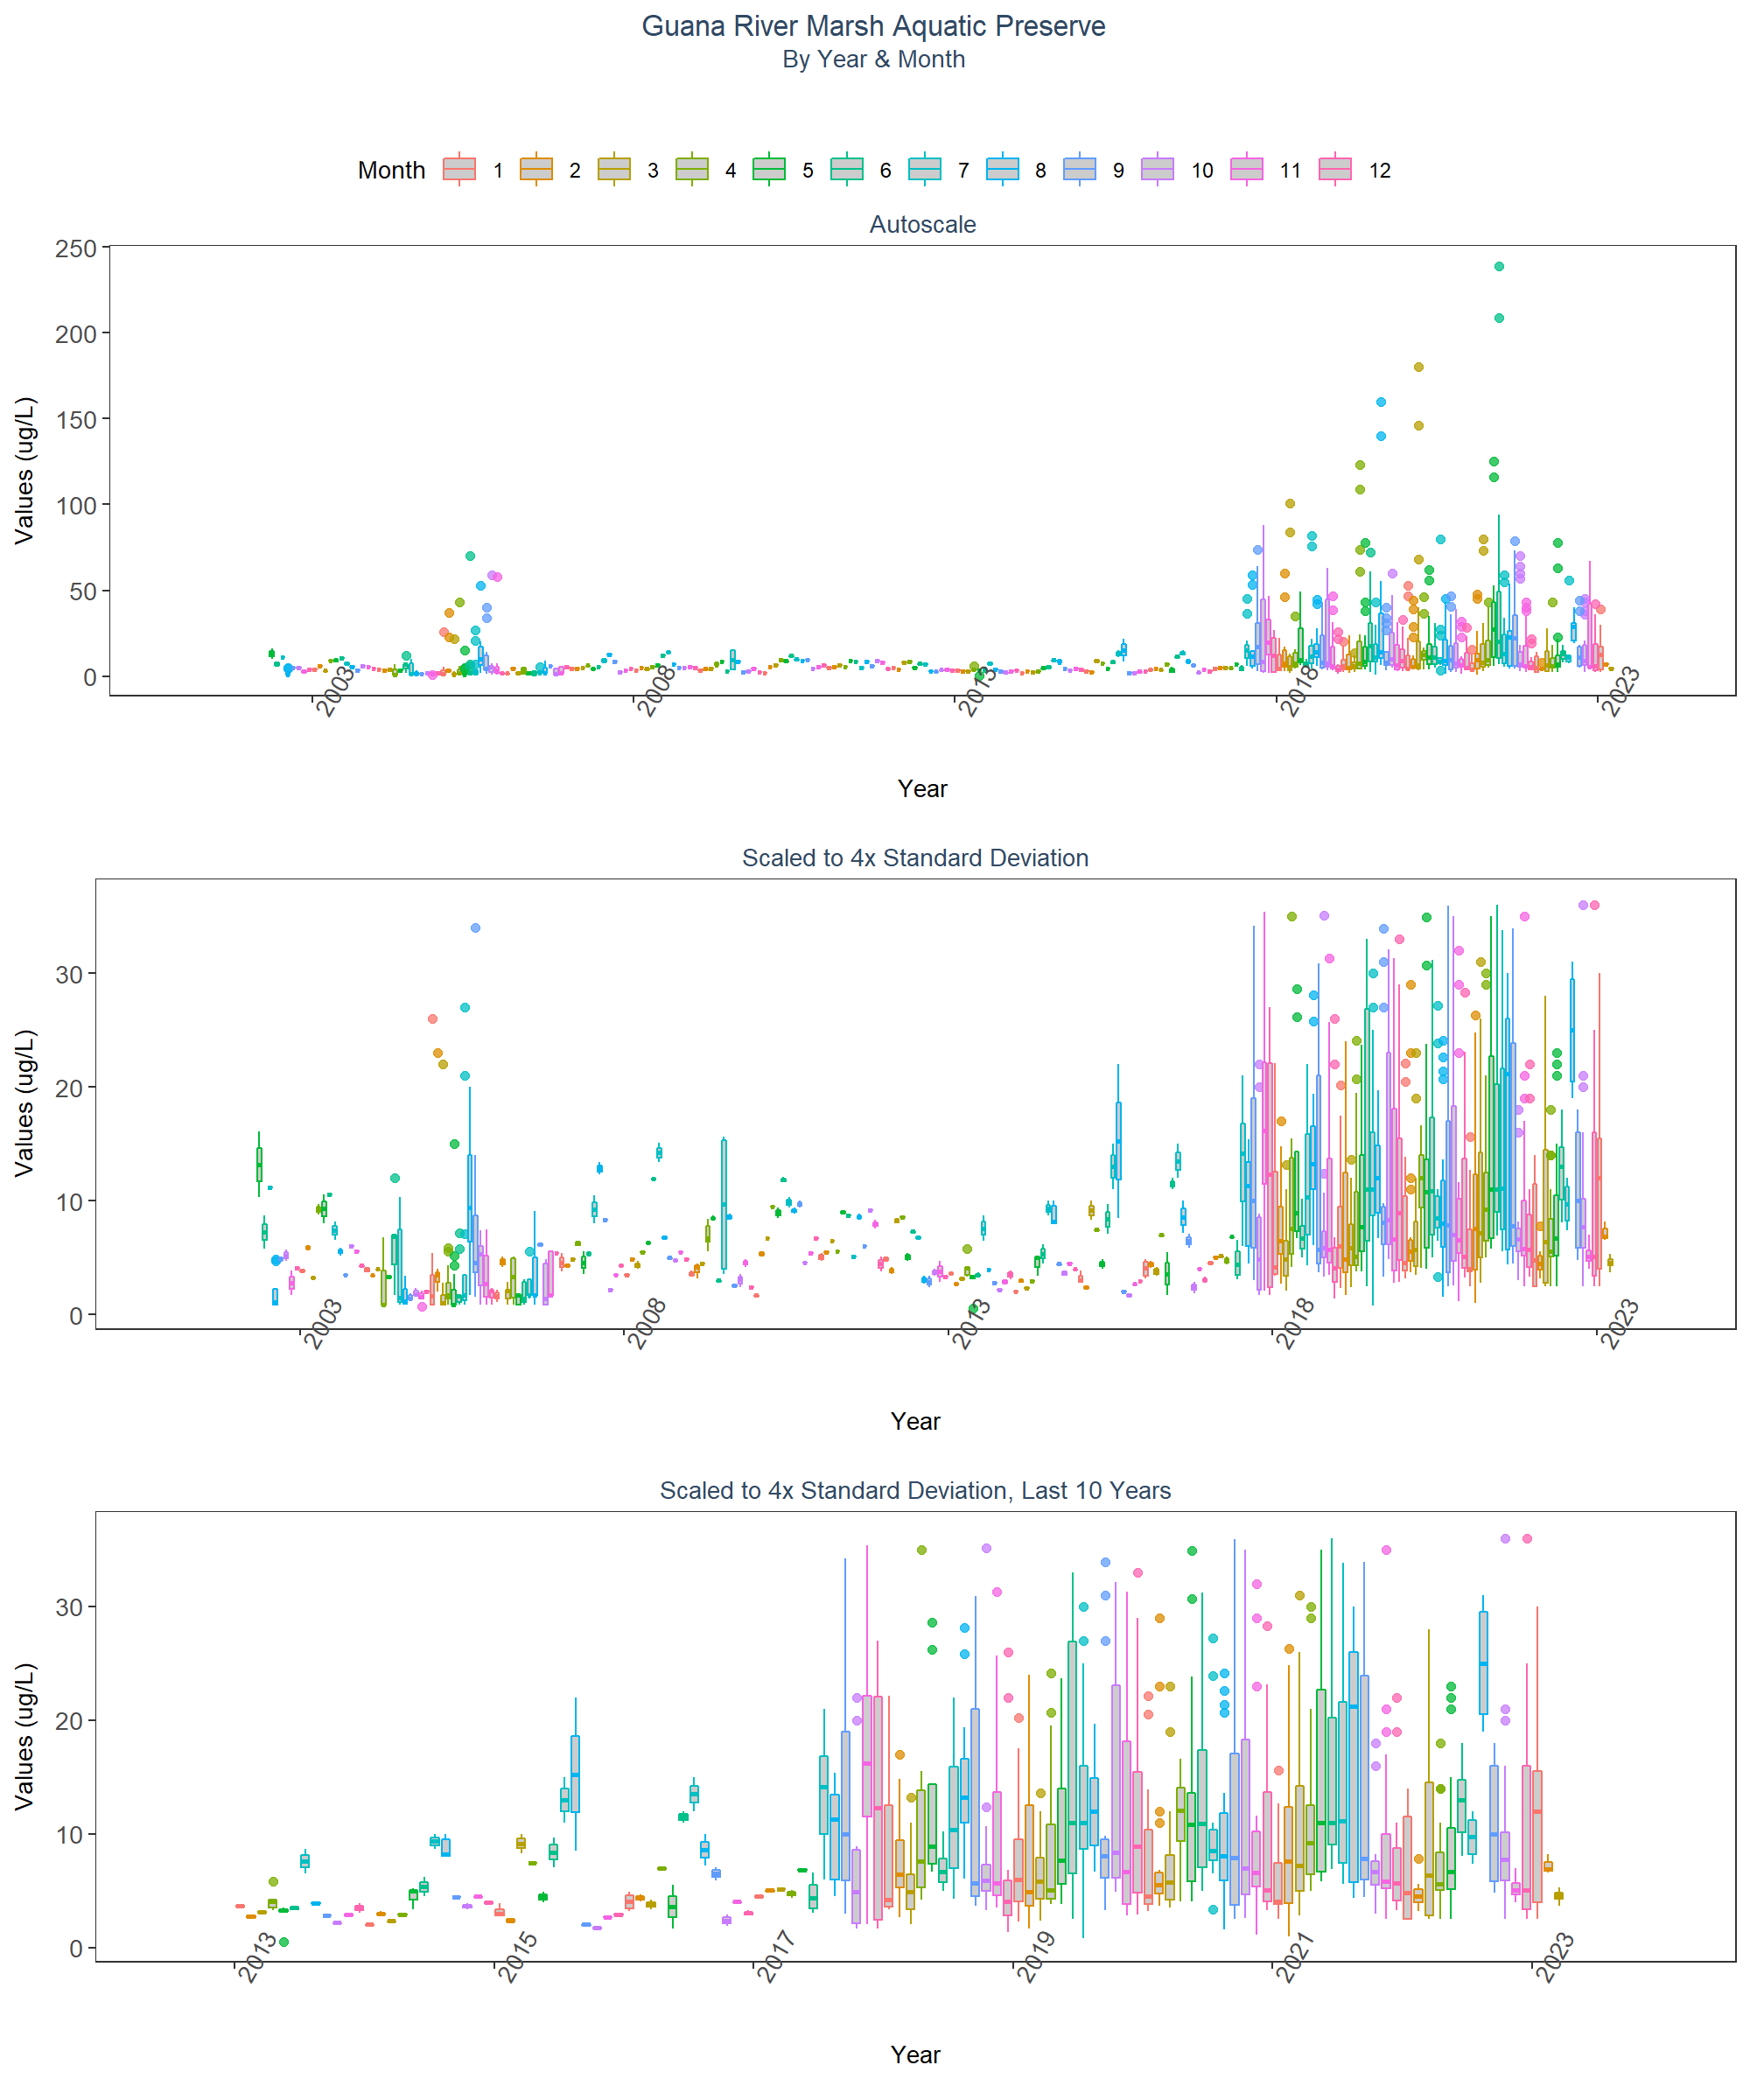 Guana River Marsh Aquatic Preserve
By Year & Month
Month 1 2 3 4 5 6 7 8 9 10 11 12
Autoscale
250
200
150
100
50
0
Values (ug/L)
2003 2008 2013 2018 2023
Year
Scaled to 4x Standard Deviation
30
20
10
0
Values (ug/L)
2003 2008 2013 2018 2023
Year
Scaled to 4x Standard Deviation, Last 10 Years
30
20
10
0
Values (ug/L)
2013 2015 2017 2019 2021 2023
Year